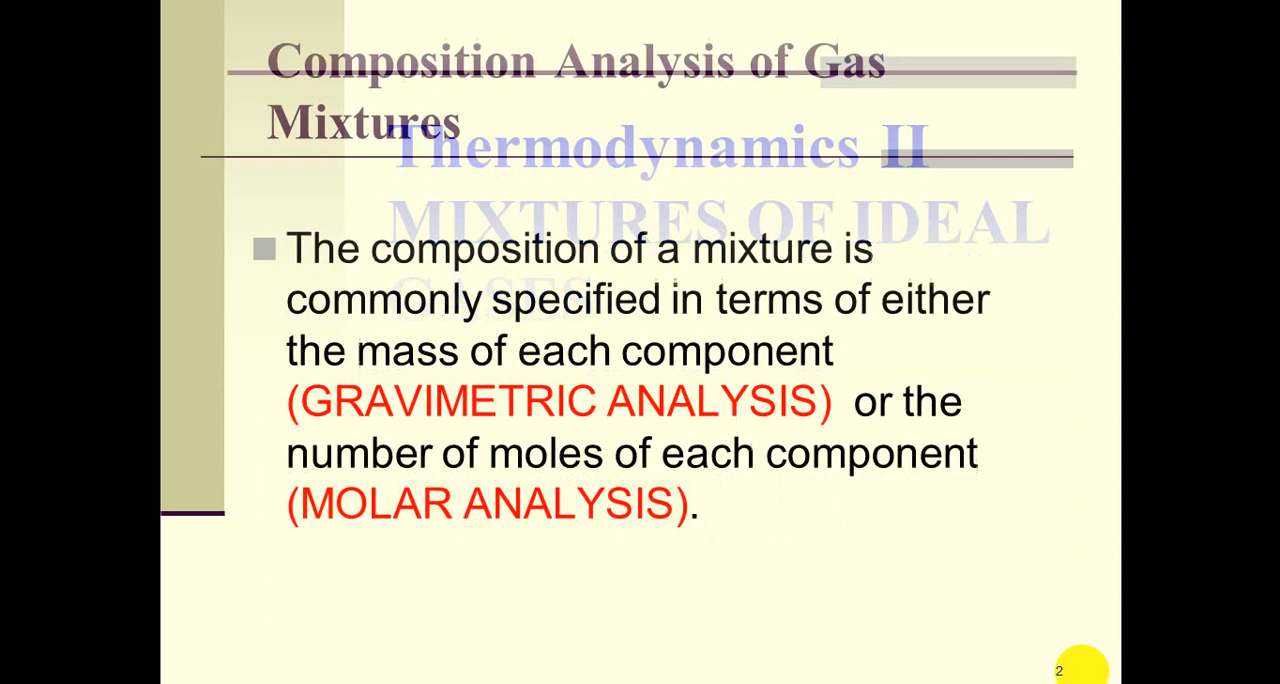 Composition Analysis of Gas
Mixtures
Thermodynamics II
MIXTURES OF IDEAL
GASES
The composition of a mixture is
commonly specified in terms of either
the mass of each component
(GRAVIMETRIC ANALYSIS) or the
number of moles of each component
(MOLAR ANALYSIS).
2